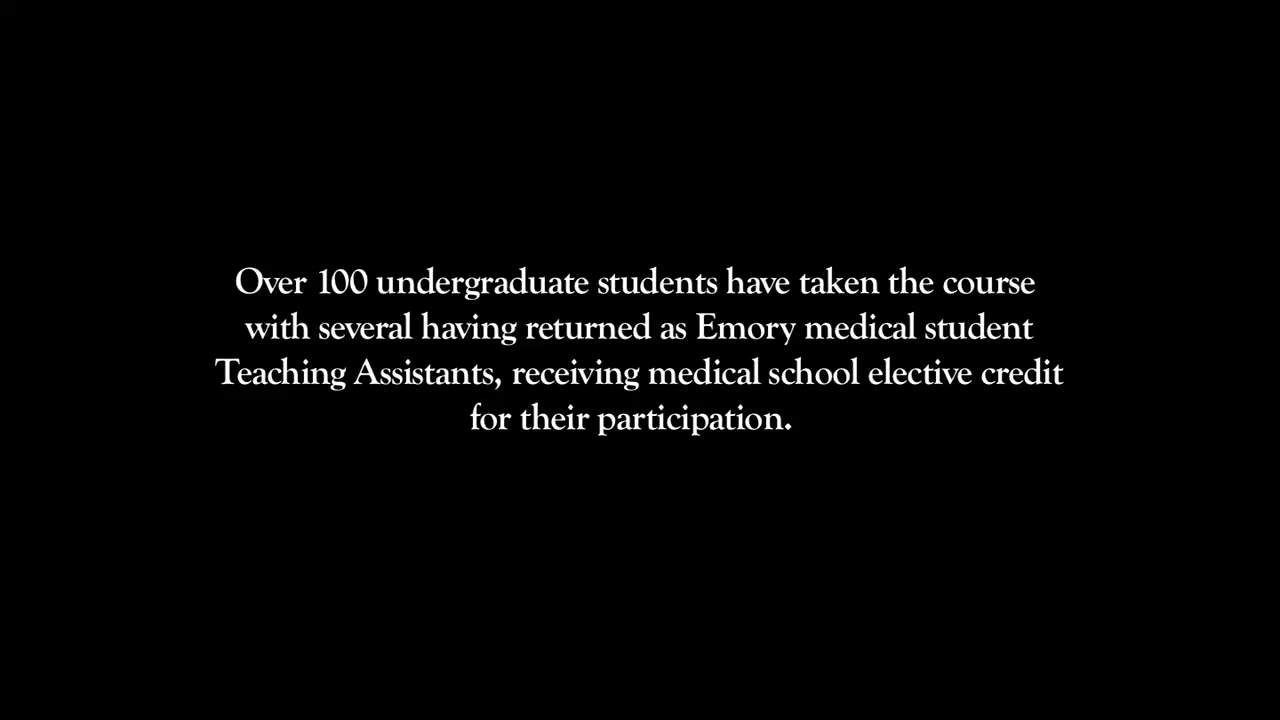 Over 100 undergraduate students have taken the course
with several having returned as Emory medical student
Teaching Assistants, receiving medical school elective credit
for their participation.